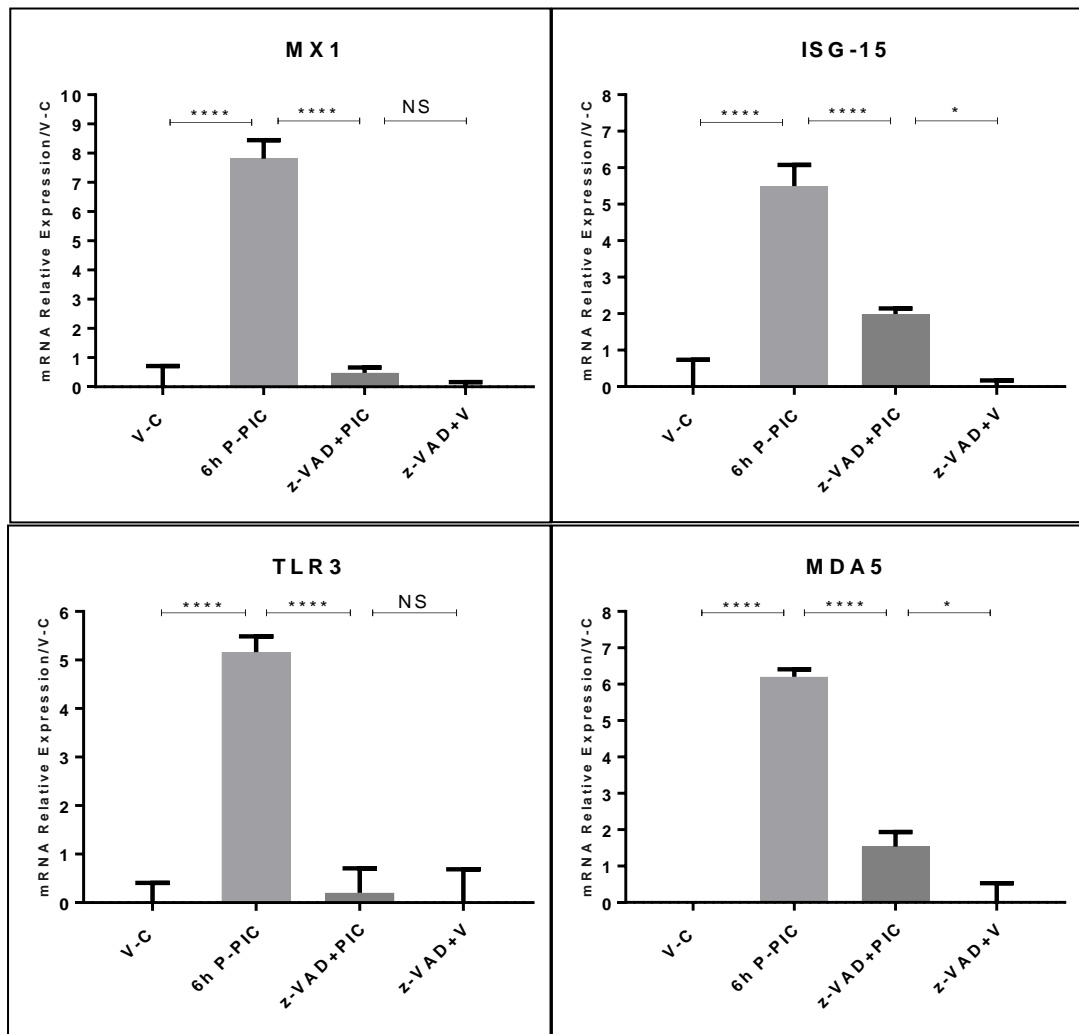 MX1
**** **** NS
mRNA Relative Expression/V-C
10
9
8
7
6
5
4
3
2
1
0
V-C
6h P-PIC
z-VAD+PIC
z-VAD+V
ISG-15
**** **** *
mRNA Relative Expression/V-C
8
7
6
5
4
3
2
1
0
V-C
6h P-PIC
z-VAD+PIC
z-VAD+V
TLR3
**** **** NS
mRNA Relative Expression/V-C
6
5
4
3
2
1
0
V-C
6h P-PIC
z-VAD+PIC
z-VAD+V
MDA5
**** **** *
mRNA Relative Expression/V-C
8
7
6
5
4
3
2
1
0
V-C
6h P-PIC
z-VAD+PIC
z-VAD+V